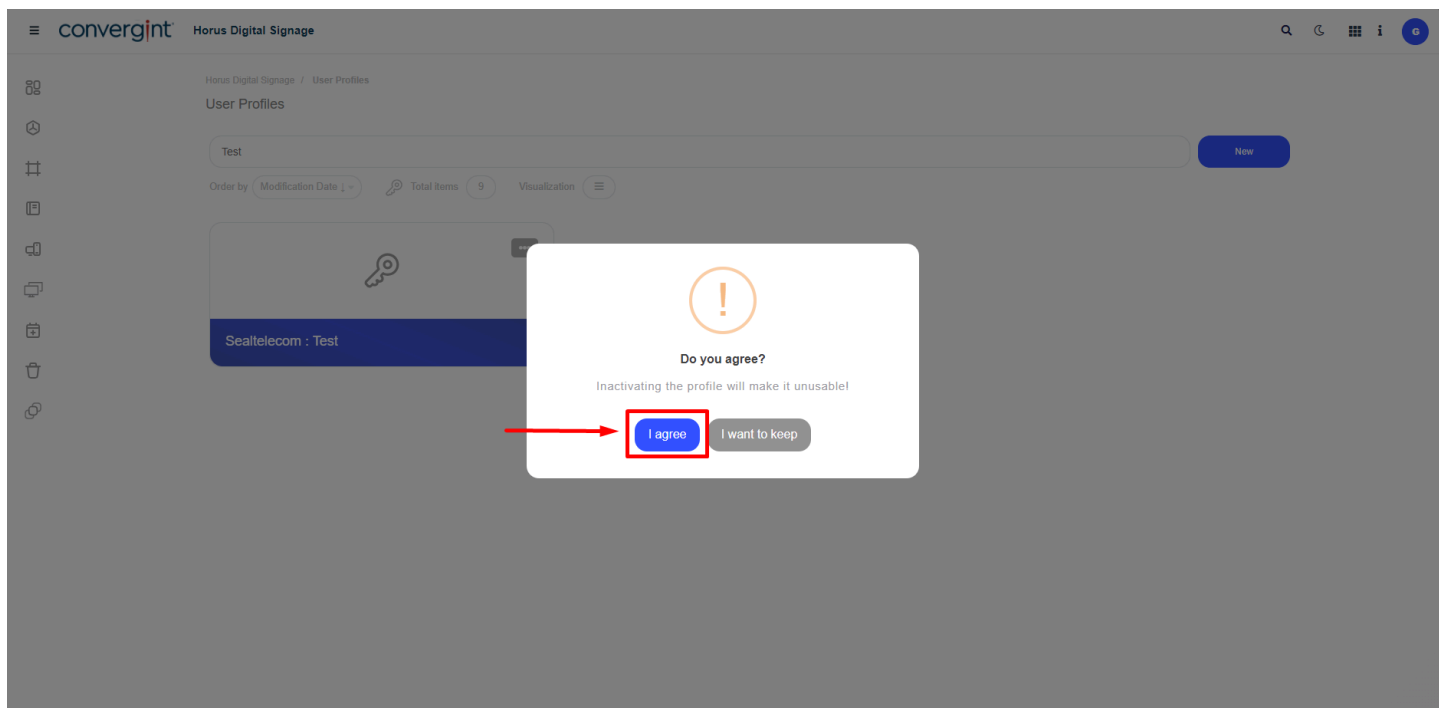 convergint Horus Digital Signage
G
Horus Digital Signage / User Profiles
User Profiles
Test
New
Order by Modification Date ↓ Total items 9 Visualization
Sealtelecom : Test
!
Do you agree?
Inactivating the profile will make it unusable!
I agree I want to keep